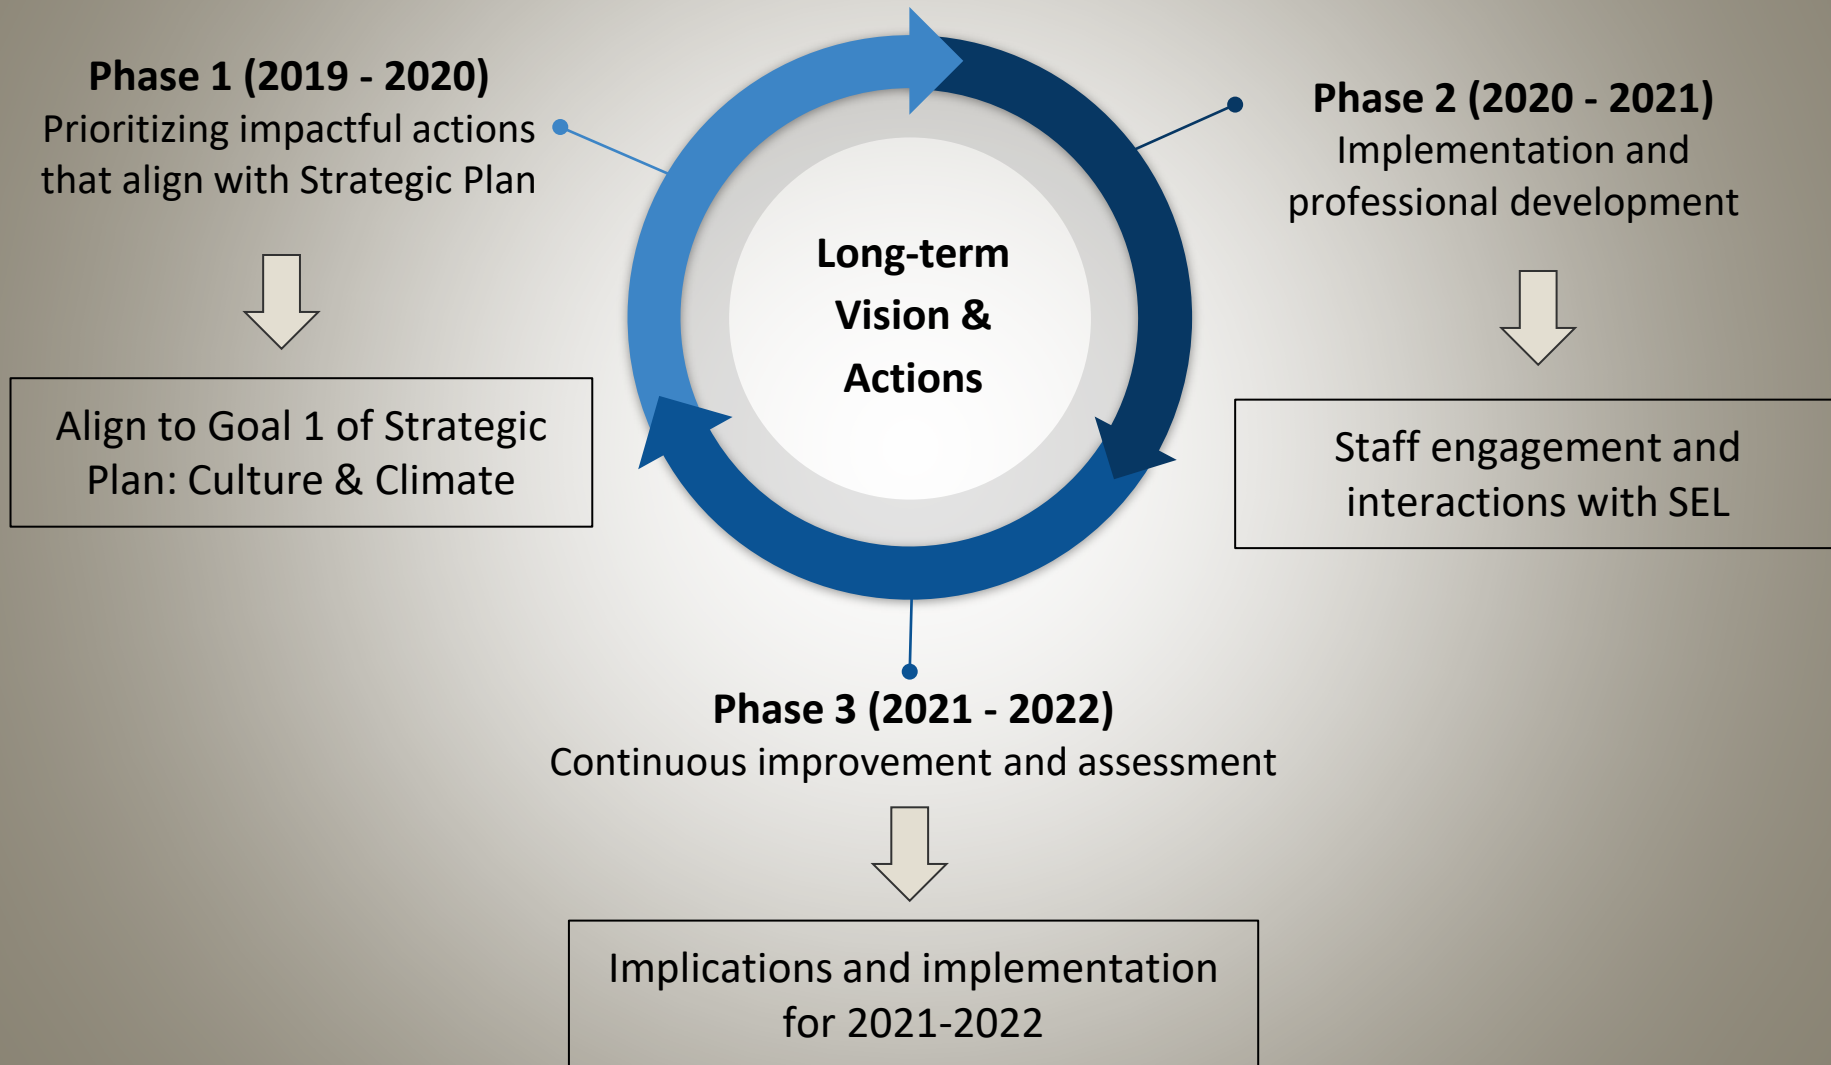 Phase 1 (2019 - 2020)
Prioritizing impactful actions
that align with Strategic Plan
Align to Goal 1 of Strategic
Plan: Culture & Climate
Long-term
Vision &
Actions
Phase 2 (2020 - 2021)
Implementation and
professional development
Staff engagement and
interactions with SEL
Phase 3 (2021 - 2022)
Continuous improvement and assessment
Implications and implementation
for 2021-2022